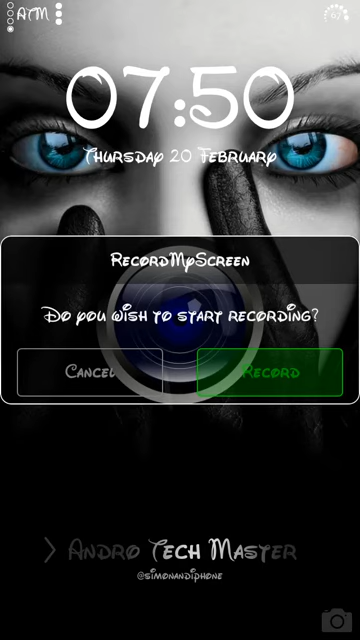 ATM
07:50
Thursday 20 February
RecordMyScreen
Do you wish to start recording?
Cancel
Record
Andro Tech Master
@simonandiphone